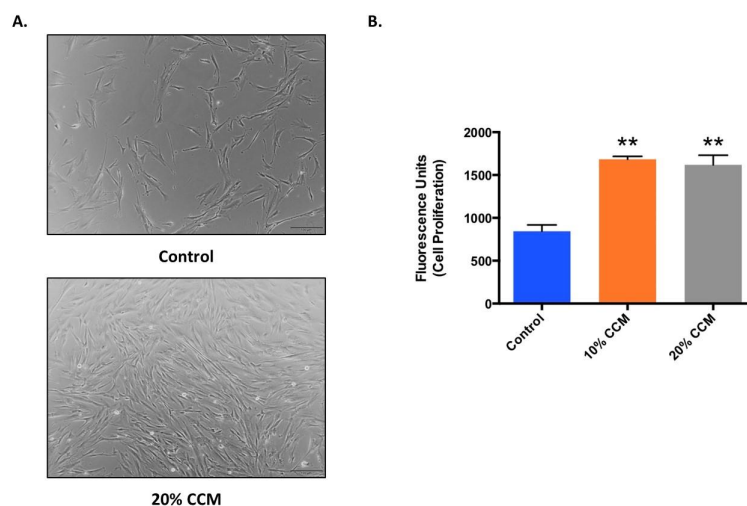 A.
Control
20% CCM
B.
Fluorescence Units
(Cell Proliferation)
2000
1500
1000
500
0
**
**
Control
10% CCM
20% CCM